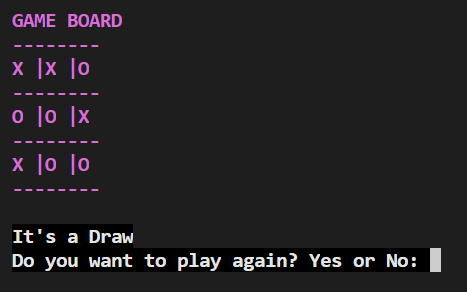 GAME BOARD
--------
X |X |O
--------
O |O |X
--------
X |O |O
--------
It's a Draw
Do you want to play again? Yes or No: